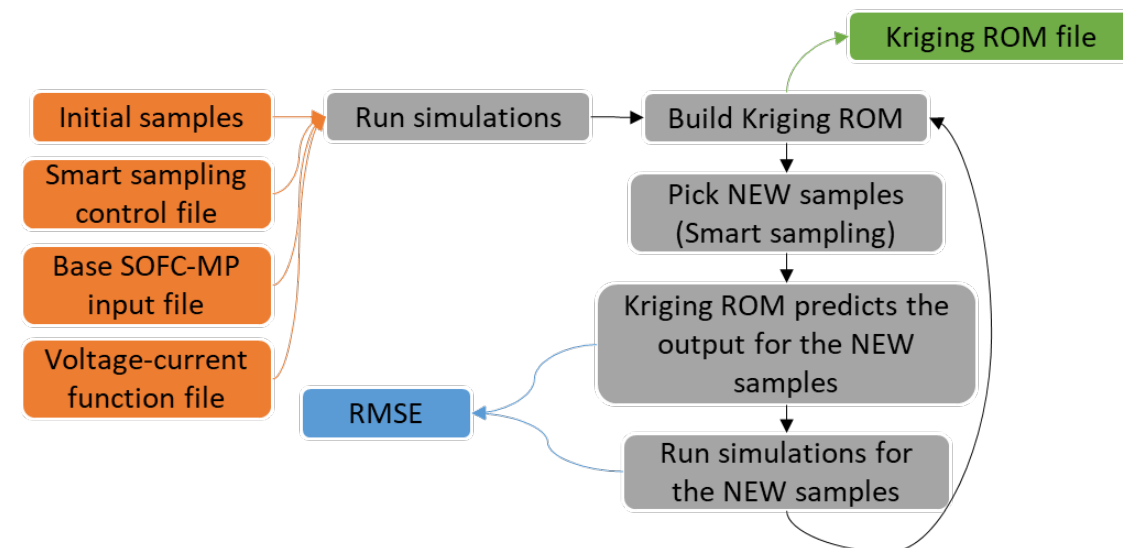 Kriging ROM file
Initial samples
Run simulations
Build Kriging ROM
Smart sampling
control file
Pick NEW samples
(Smart sampling)
Base SOFC-MP
input file
Kriging ROM predicts the
output for the NEW
samples
Voltage-current
function file
RMSE
Run simulations for
the NEW samples